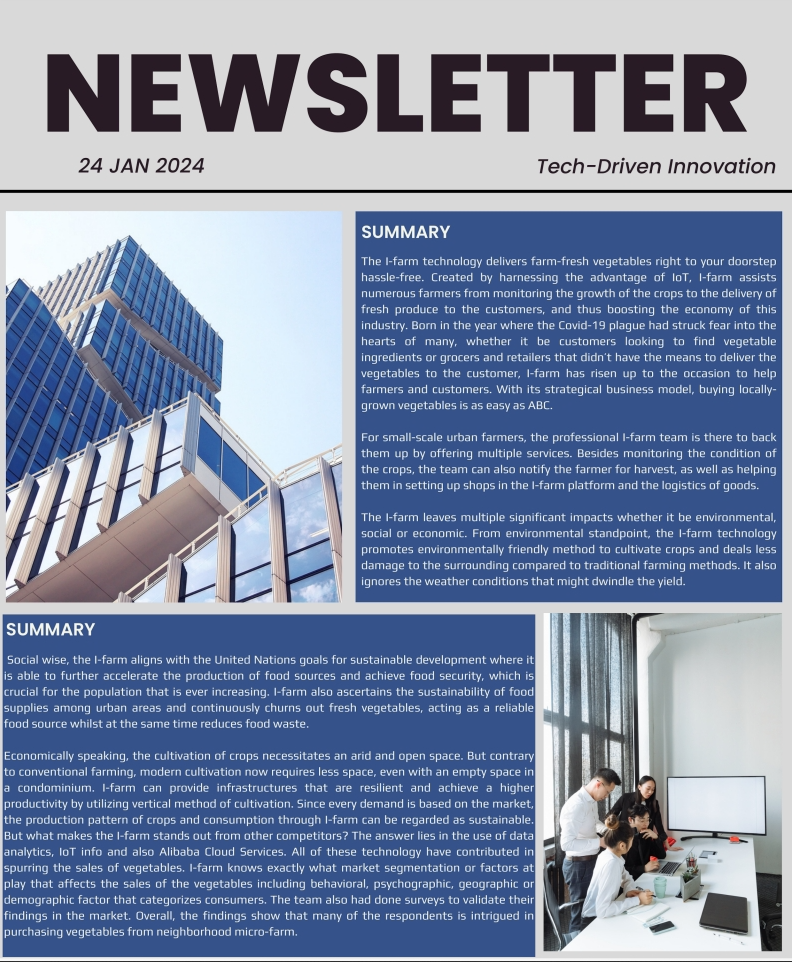 NEWSLETTER
24 JAN 2024
Tech-Driven Innovation
SUMMARY
The I-farm technology delivers farm-fresh vegetables right to your doorstep
hassle-free. Created by harnessing the advantage of IoT, I-farm assists
numerous farmers from monitoring the growth of the crops to the delivery of
fresh produce to the customers, and thus boosting the economy of this
industry. Born in the year where the Covid-19 plague had struck fear into the
hearts of many, whether it be customers looking to find vegetable
ingredients or grocers and retailers that didn't have the means to deliver the
vegetables to the customer, I-farm has risen up to the occasion to help
farmers and customers. With its strategical business model, buying locally-
grown vegetables is as easy as ABC.
For small-scale urban farmers, the professional I-farm team is there to back
them up by offering multiple services. Besides monitoring the condition of
the crops, the team can also notify the farmer for harvest, as well as helping
them in setting up shops in the I-farm platform and the logistics of goods.
The I-farm leaves multiple significant impacts whether it be environmental,
social or economic. From environmental standpoint, the I-farm technology
promotes environmentally friendly method to cultivate crops and deals less
damage to the surrounding compared to traditional farming methods. It also
ignores the weather conditions that might dwindle the yield.
SUMMARY
Social wise, the I-farm aligns with the United Nations goals for sustainable development where it
is able to further accelerate the production of food sources and achieve food security, which is
crucial for the population that is ever increasing. I-farm also ascertains the sustainability of food
supplies among urban areas and continuously churns out fresh vegetables, acting as a reliable
food source whilst at the same time reduces food waste.
Economically speaking, the cultivation of crops necessitates an arid and open space. But contrary
to conventional farming, modern cultivation now requires less space, even with an empty space in
a condominium. I-farm can provide infrastructures that are resilient and achieve a higher
productivity by utilizing vertical method of cultivation. Since every demand is based on the market,
the production pattern of crops and consumption through I-farm can be regarded as sustainable.
But what makes the I-farm stands out from other competitors? The answer lies in the use of data
analytics, IoT info and also Alibaba Cloud Services. All of these technology have contributed in
spurring the sales of vegetables. I-farm knows exactly what market segmentation or factors at
play that affects the sales of the vegetables including behavioral, psychographic, geographic or
demographic factor that categorizes consumers. The team also had done surveys to validate their
findings in the market. Overall, the findings show that many of the respondents is intrigued in
purchasing vegetables from neighborhood micro-farm.